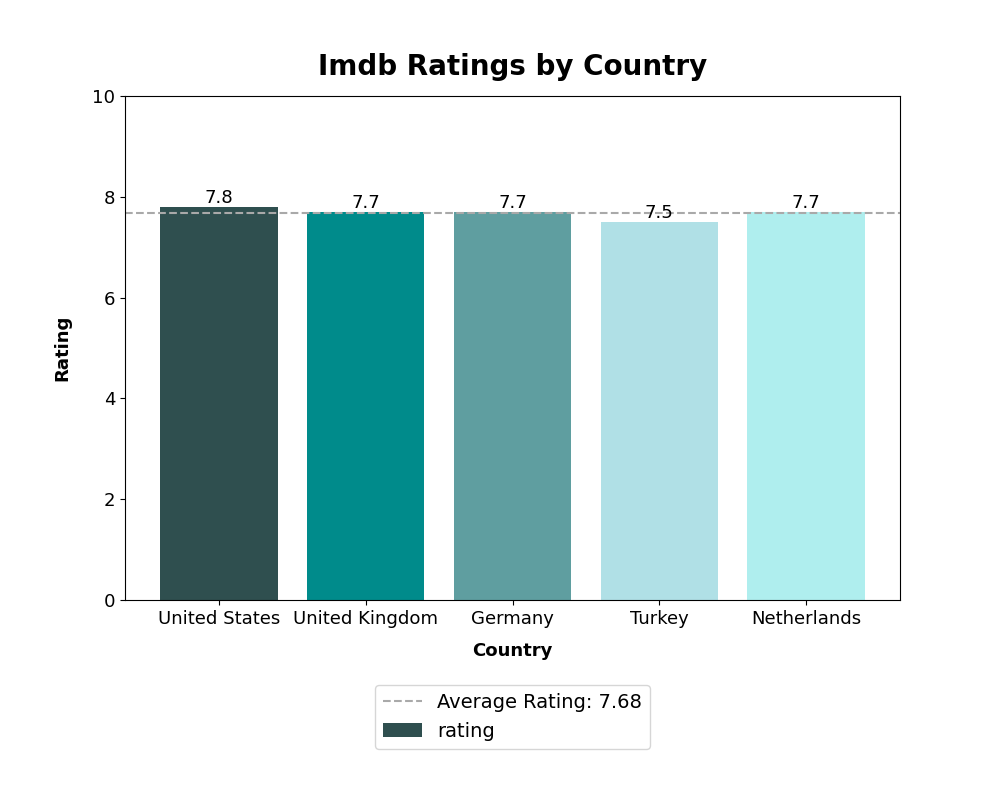 Imdb Ratings by Country
10
8
6
4
2
0
Rating
7.8
7.7
7.7
7.5
7.7
United States
United Kingdom
Germany
Turkey
Netherlands
Country
Average Rating: 7.68
rating